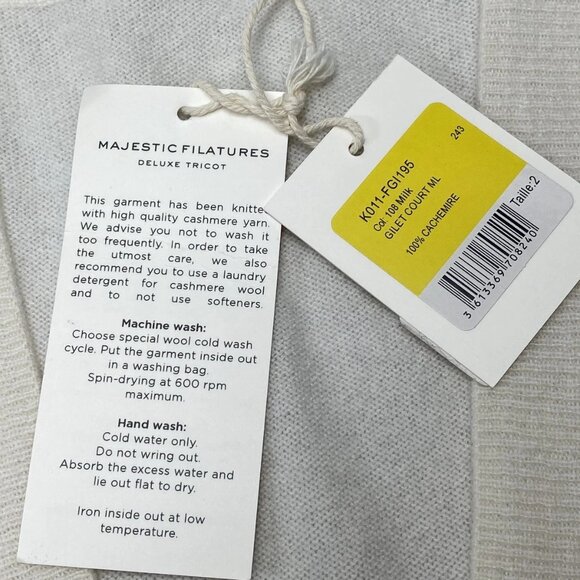 MAJESTIC FILATURES
DELUXE TRICOT
This garment has been knitte
with high quality cashmere yarn.
We advise you not to wash it
too frequently. In order to take
the utmost care, we also
recommend you to use a laundry
detergent for cashmere wool
and to not use softeners.
Machine wash:
Choose special wool cold wash
cycle. Put the garment inside out
in a washing bag.
Spin-drying at 600 rpm
maximum.
Hand wash:
Cold water only.
Do not wring out.
Absorb the excess water and
lie out flat to dry.
Iron inside out at low
temperature.
243
K011-FGI195
Col: 108 Milk
GILET COURT ML
100% CACHEMIRE
Taille:2
3 613369 708240